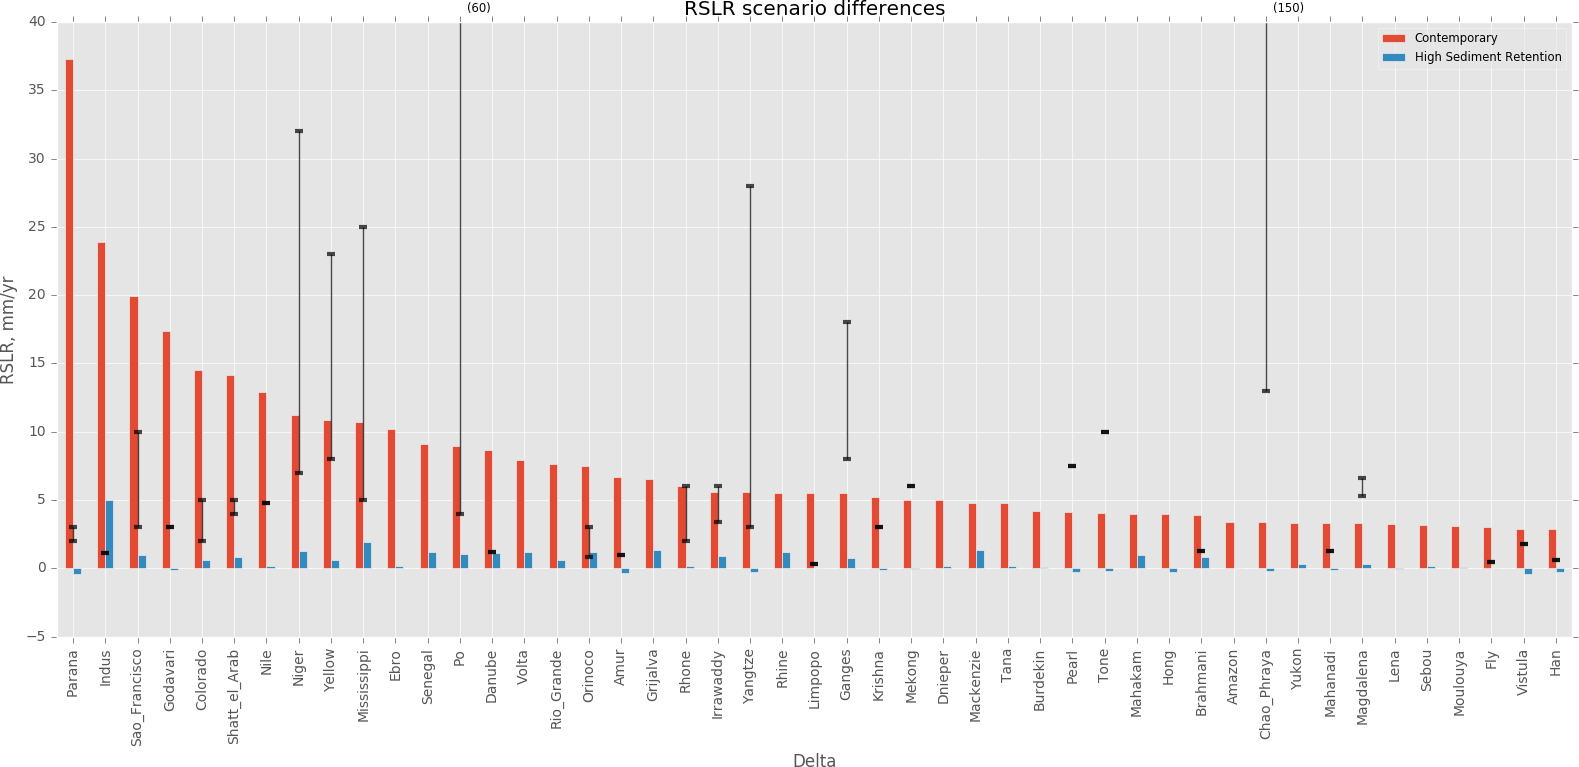 (60)
RSLR scenario differences
(150)
Contemporary
High Sediment Retention
40
35
30
25
20
15
10
5
0
−5
RSLR, mm/yr
Parana
Indus
Sao_Francisco
Godavari
Colorado
Shatt_el_Arab
Nile
Niger
Yellow
Mississippi
Ebro
Senegal
Po
Danube
Volta
Rio_Grande
Orinoco
Amur
Grijalva
Rhone
Irrawaddy
Yangtze
Rhine
Limpopo
Ganges
Krishna
Mekong
Dnieper
Mackenzie
Tana
Burdekin
Pearl
Tone
Mahakam
Hong
Brahmani
Amazon
Chao_Phraya
Yukon
Mahanadi
Magdalena
Lena
Sebou
Moulouya
Fly
Vistula
Han
Delta